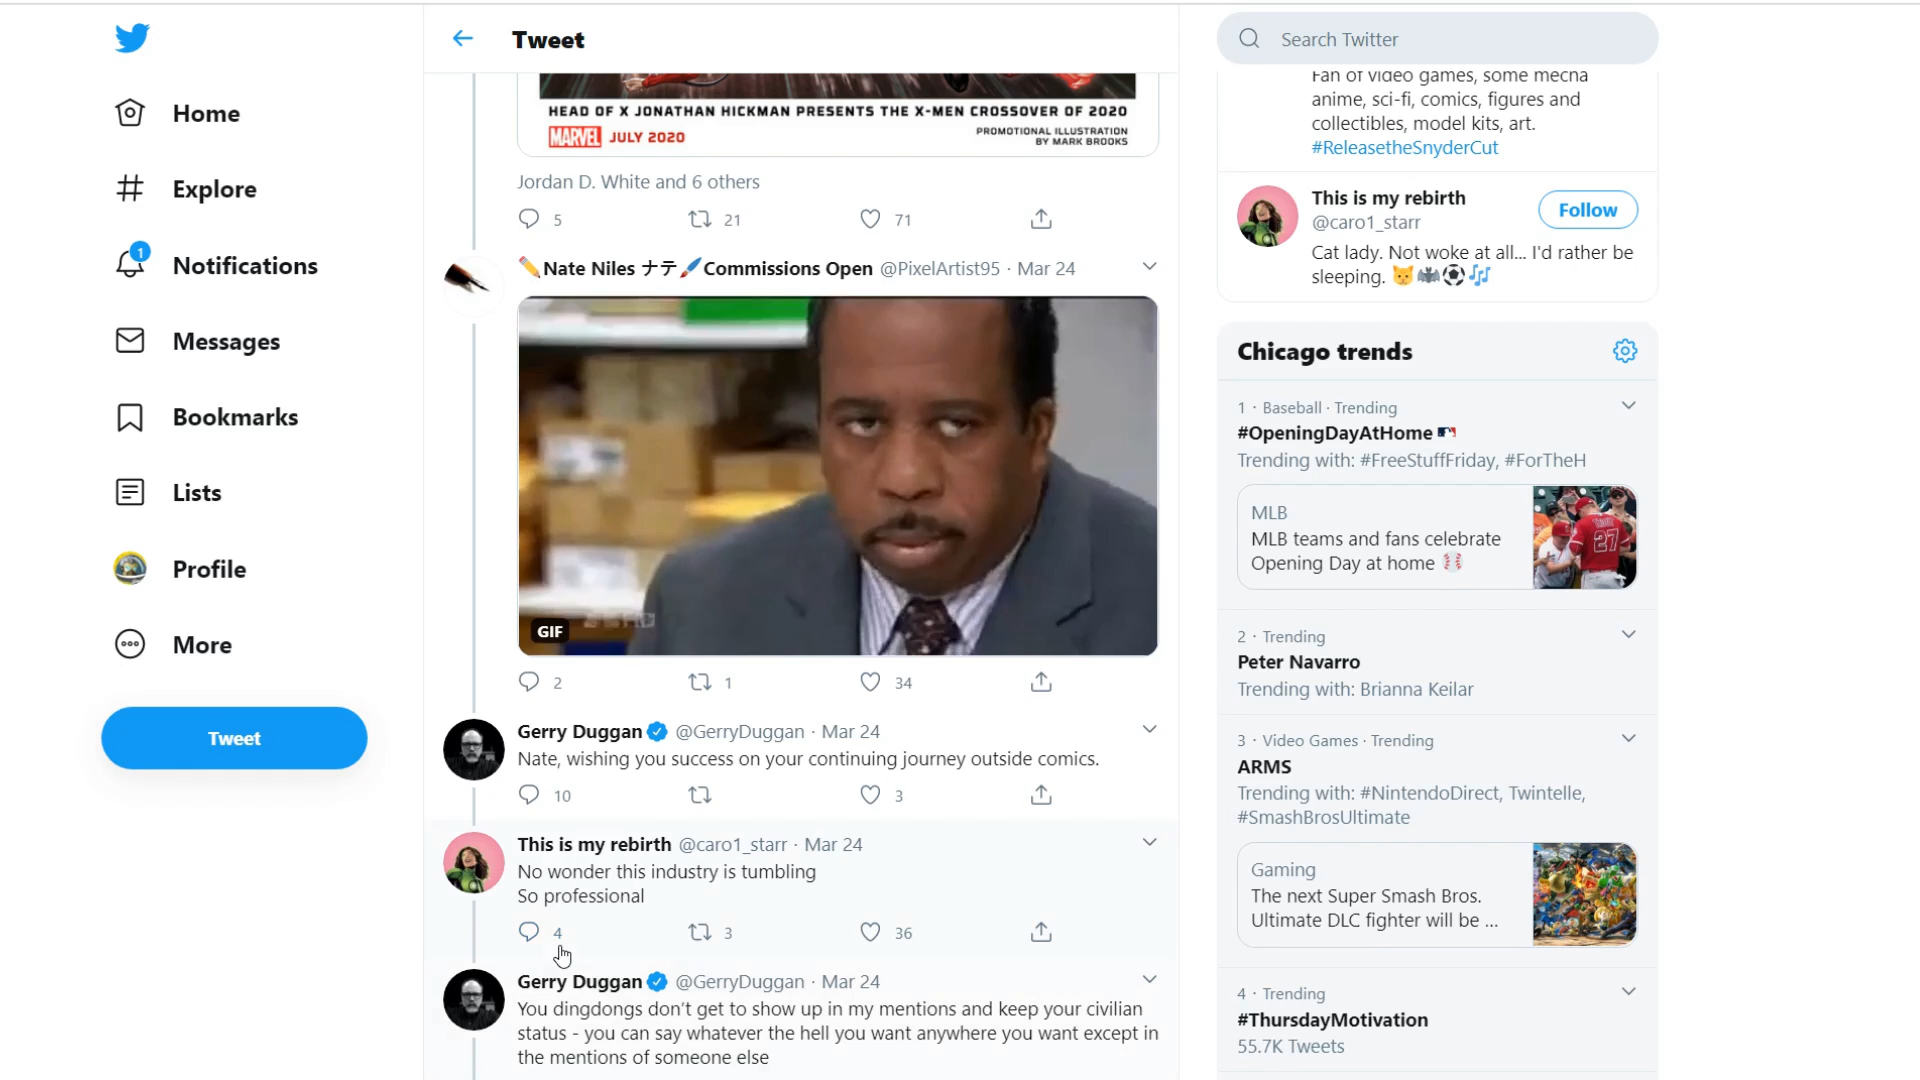 Home
Explore
1
Notifications
Messages
Bookmarks
Lists
Profile
More
Tweet
Tweet
HEAD OF X JONATHAN HICKMAN PRESENTS THE X-MEN CROSSOVER OF 2020
MARVEL JULY 2020
PROMOTIONAL ILLUSTRATION
BY MARK BROOKS
Jordan D. White and 6 others
5 21 71
✏️Nate Niles ナテ🖌️Commissions Open @PixelArtist95 · Mar 24
GIF
2 1 34
Gerry Duggan @GerryDuggan · Mar 24
Nate, wishing you success on your continuing journey outside comics.
10 3
This is my rebirth @caro1_starr · Mar 24
No wonder this industry is tumbling
So professional
4 3 36
Gerry Duggan @GerryDuggan · Mar 24
You dingdongs don't get to show up in my mentions and keep your civilian
status - you can say whatever the hell you want anywhere you want except in
the mentions of someone else
Search Twitter
Fan of video games, some mecha
anime, sci-fi, comics, figures and
collectibles, model kits, art.
#ReleasetheSnyderCut
This is my rebirth
@caro1_starr
Follow
Cat lady. Not woke at all... I'd rather be
sleeping. 😼🦇⚽🎶
Chicago trends
1 · Baseball · Trending
#OpeningDayAtHome
Trending with: #FreeStuffFriday, #ForTheH
MLB
MLB teams and fans celebrate
Opening Day at home ⚾
27
2 · Trending
Peter Navarro
Trending with: Brianna Keilar
3 · Video Games · Trending
ARMS
Trending with: #NintendoDirect, Twintelle,
#SmashBrosUltimate
Gaming
The next Super Smash Bros.
Ultimate DLC fighter will be ...
4 · Trending
#ThursdayMotivation
55.7K Tweets